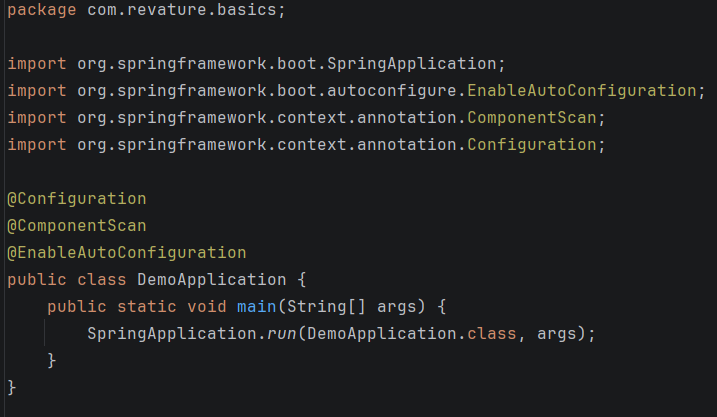 package com.revature.basics;
import org.springframework.boot.SpringApplication;
import org.springframework.boot.autoconfigure.EnableAutoConfiguration;
import org.springframework.context.annotation.ComponentScan;
import org.springframework.context.annotation.Configuration;
@Configuration
@ComponentScan
@EnableAutoConfiguration
public class DemoApplication {
    public static void main(String[] args) {
        SpringApplication.run(DemoApplication.class, args);
    }
}